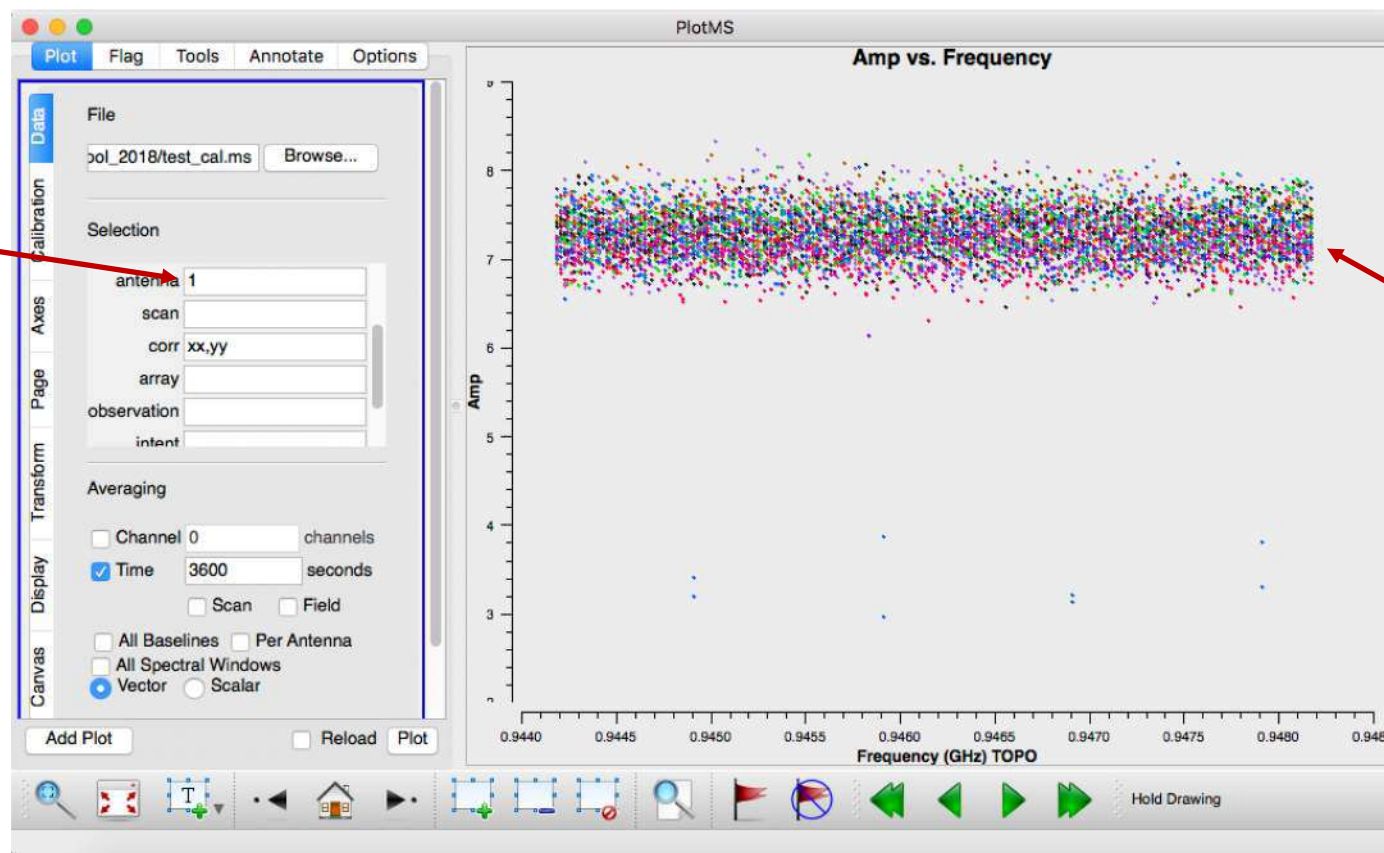 PlotMS
Plot Flag Tools Annotate Options
Data
Calibration
Axes
Page
Transform
Display
Canvas
File
ool_2018/test_cal.ms Browse...
Selection
antenna 1
scan
corr xx,yy
array
observation
intent
Averaging
Channel 0 channels
Time 3600 seconds
Scan Field
All Baselines Per Antenna
All Spectral Windows
Vector Scalar
Add Plot Reload Plot
Amp vs. Frequency
8
7
6
5
4
3
Amp
0.9440 0.9445 0.9450 0.9455 0.9460 0.9465 0.9470 0.9475 0.9480 0.948
Frequency (GHz) TOPO
T
Hold Drawing